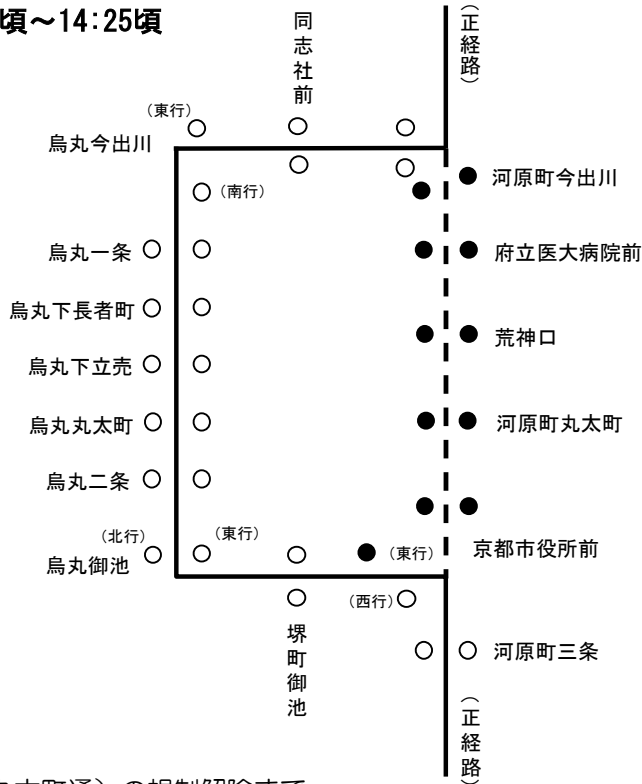 頃～14:25頃
同志社前
（正経路）
（東行）
烏丸今出川
（南行）
河原町今出川
烏丸一条
府立医大病院前
烏丸下長者町
荒神口
烏丸下立売
烏丸丸太町
河原町丸太町
烏丸二条
（北行）
（東行）
烏丸御池
（東行）
京都市役所前
（西行）
堺町御池
河原町三条
（正経路）